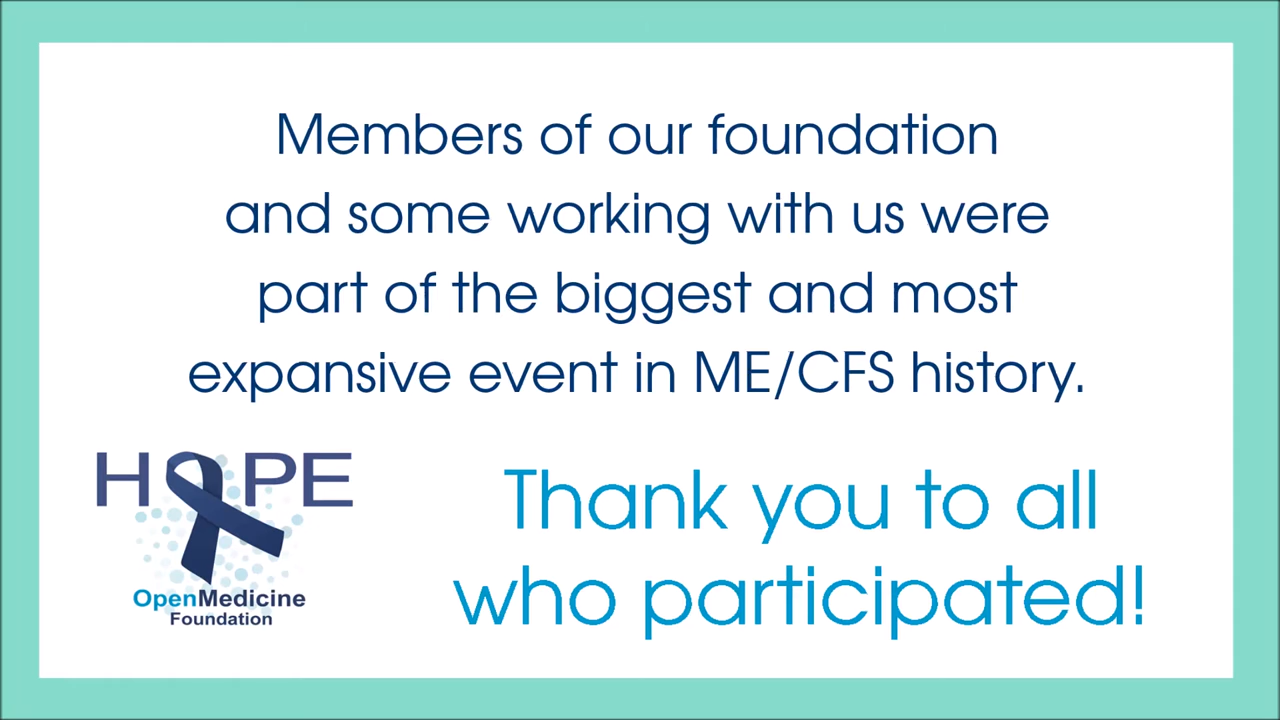 Members of our foundation
and some working with us were
part of the biggest and most
expansive event in ME/CFS history.
HOPE
OpenMedicine
Foundation
Thank you to all
who participated!